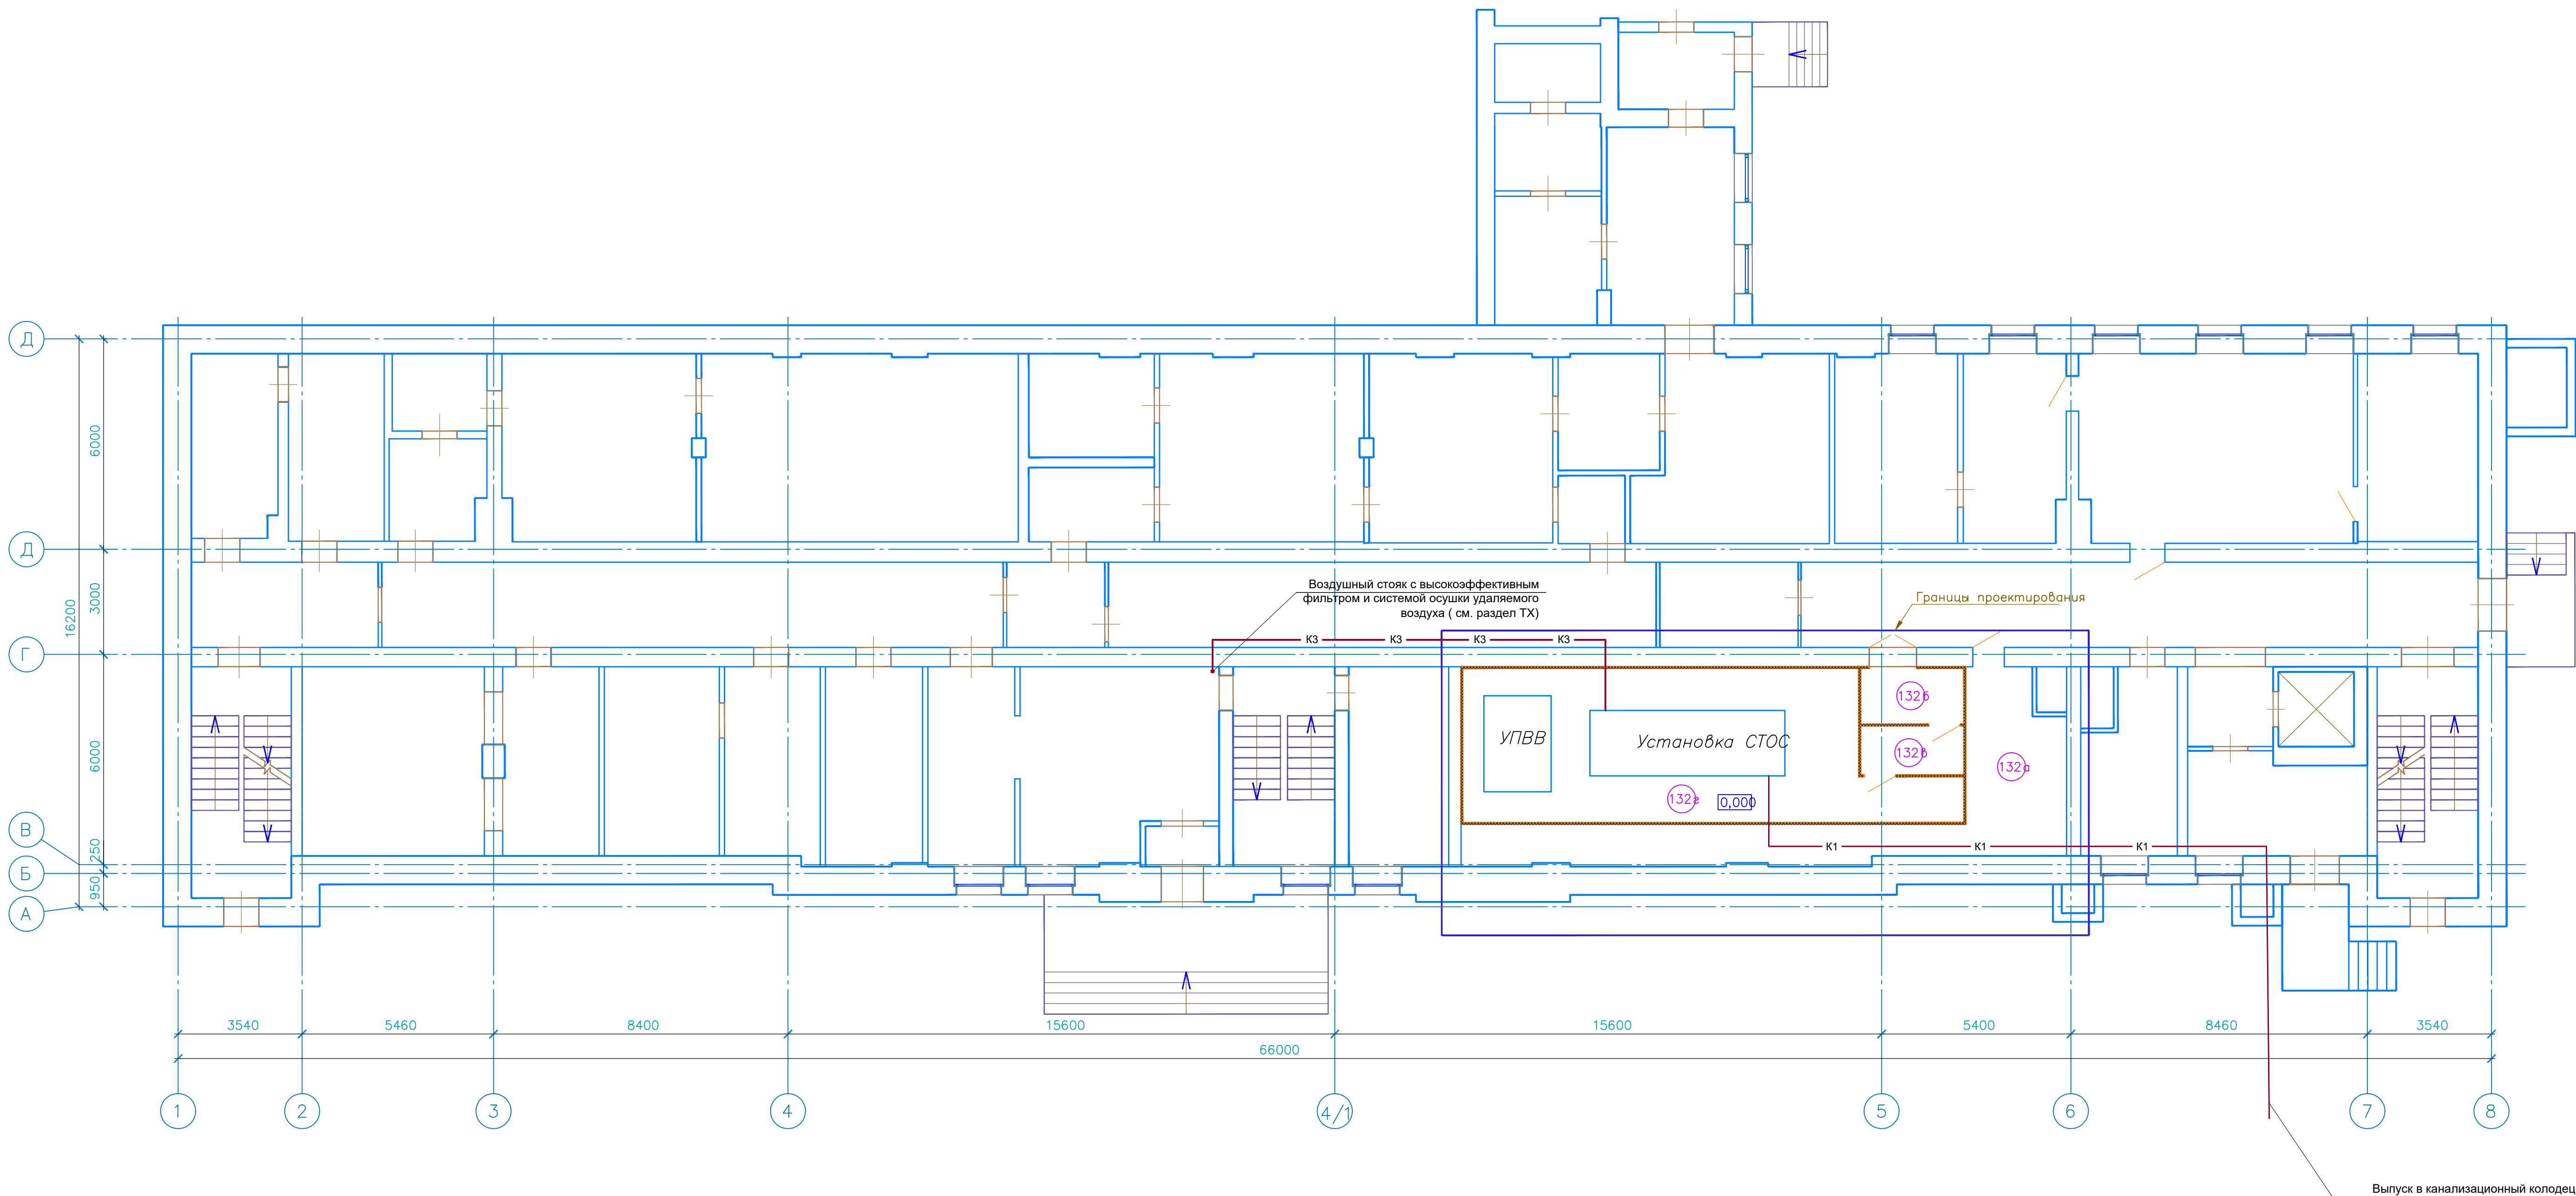 Д
6000
Д
3000
16200
Г
6000
В
250
Б
950
А
Воздушный стояк с высокоэффективным
фильтром и системой осушки удаляемого
воздуха ( см. раздел ТХ)
Границы проектирования
К3 К3 К3 К3
132б
УПВВ
Установка СТОС
132в
132а
132г
0,000
К1 К1 К1
3540 5460 8400 15600 15600 5400 8460 3540
66000
1 2 3 4 4/1 5 6 7 8
Выпуск в канализационный колодец